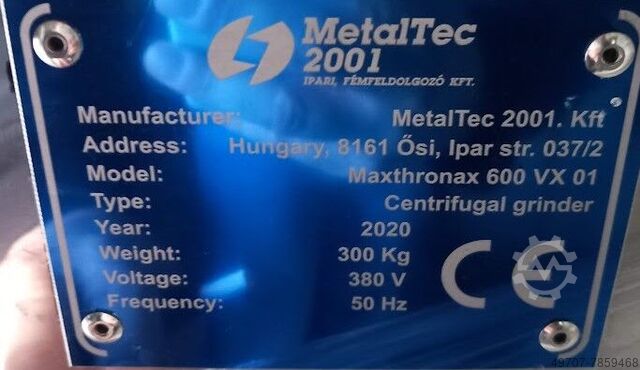 MetalTec
2001
IPARI, FÉMFELDOLGOZÓ KFT.
Manufacturer: MetalTec 2001. Kft
Address: Hungary, 8161 Ősi, Ipar str. 037/2
Model: Maxthronax 600 VX 01
Type: Centrifugal grinder
Year: 2020
Weight: 300 Kg
Voltage: 380 V
Frequency: 50 Hz
CE
49707-7859468